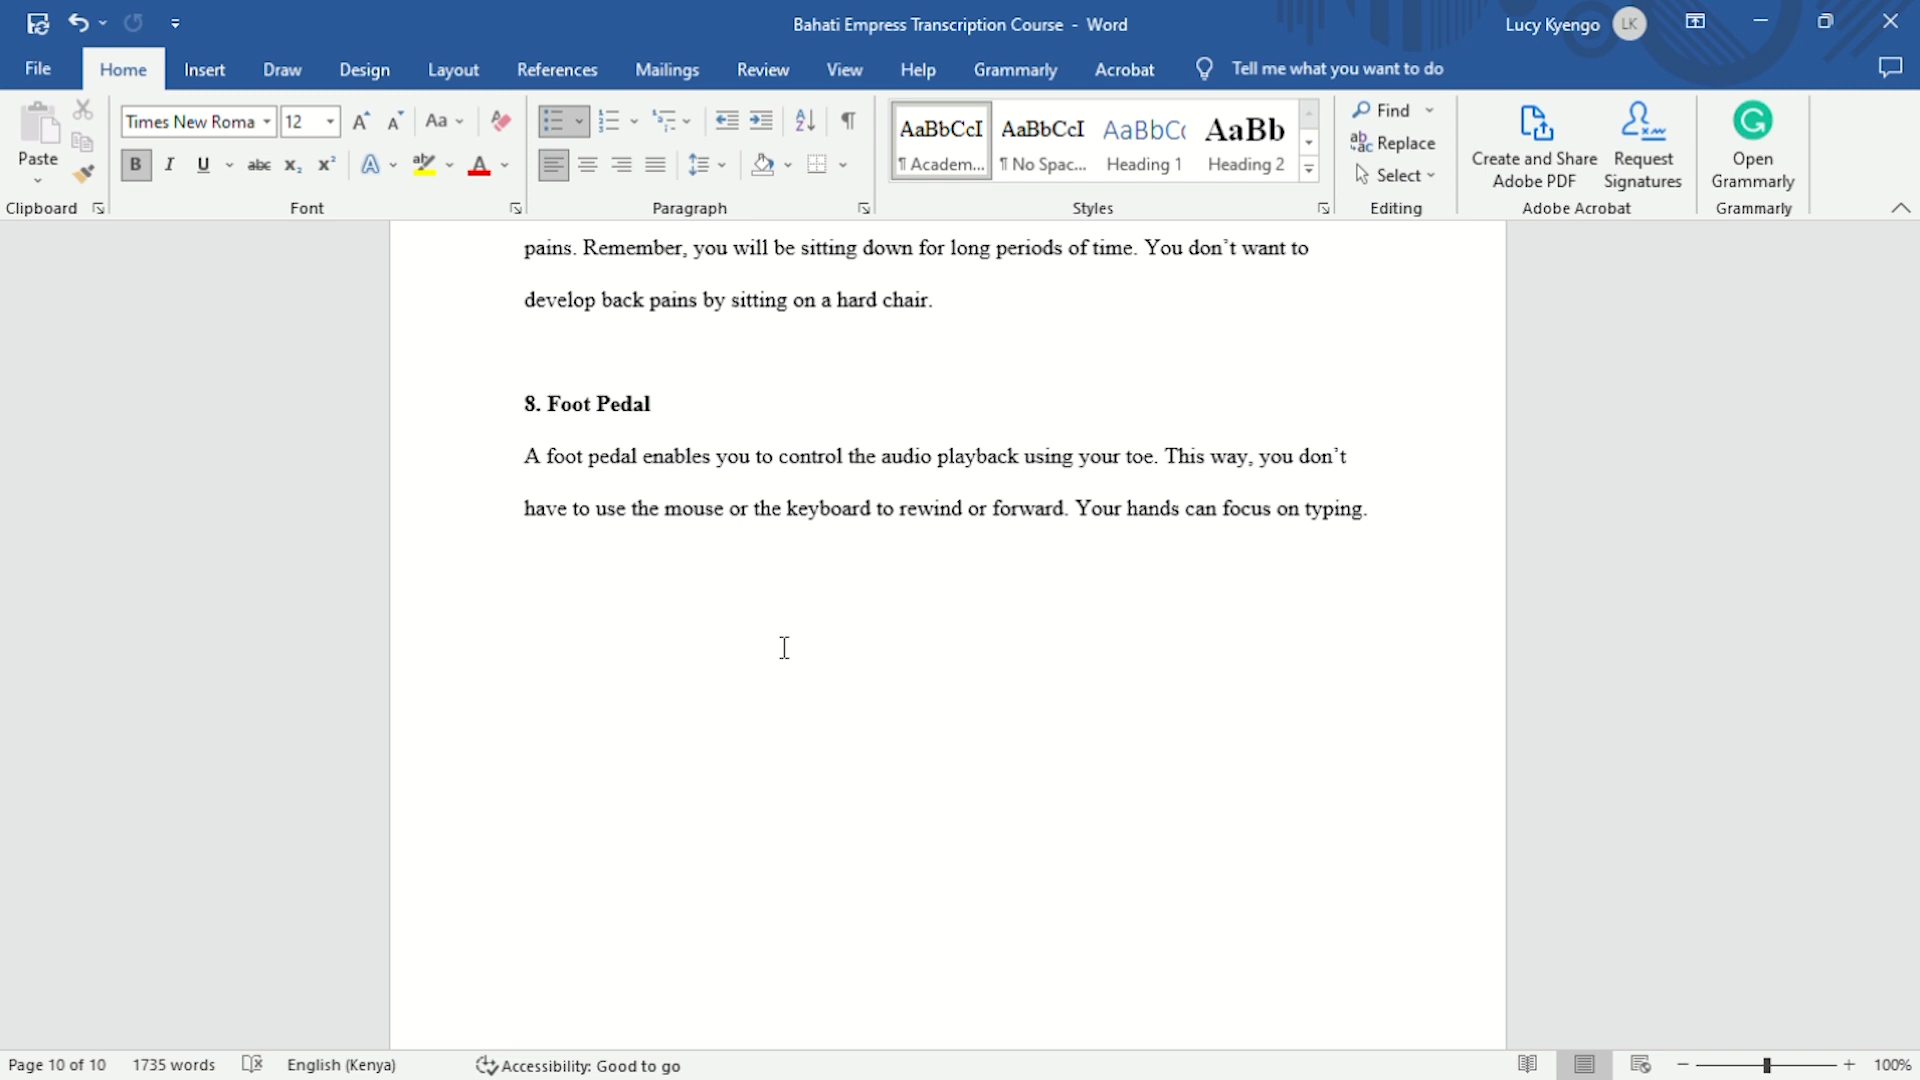 Bahati Empress Transcription Course - Word
Lucy Kyengo LK
File Home Insert Draw Design Layout References Mailings Review View Help Grammarly Acrobat Tell me what you want to do
Times New Roma 12 Aa
Paste
B I U abc x₂ x² A aby A
AaBbCcI AaBbCcI AaBbC AaBb
¶ Academ... ¶ No Spac... Heading 1 Heading 2
Find
Replace
Select
Create and Share
Adobe PDF
Request
Signatures
Open
Grammarly
Clipboard Font Paragraph Styles Editing Adobe Acrobat Grammarly
pains. Remember, you will be sitting down for long periods of time. You don’t want to
develop back pains by sitting on a hard chair.
8. Foot Pedal
A foot pedal enables you to control the audio playback using your toe. This way, you don’t
have to use the mouse or the keyboard to rewind or forward. Your hands can focus on typing.
Page 10 of 10 1735 words English (Kenya) Accessibility: Good to go 100%